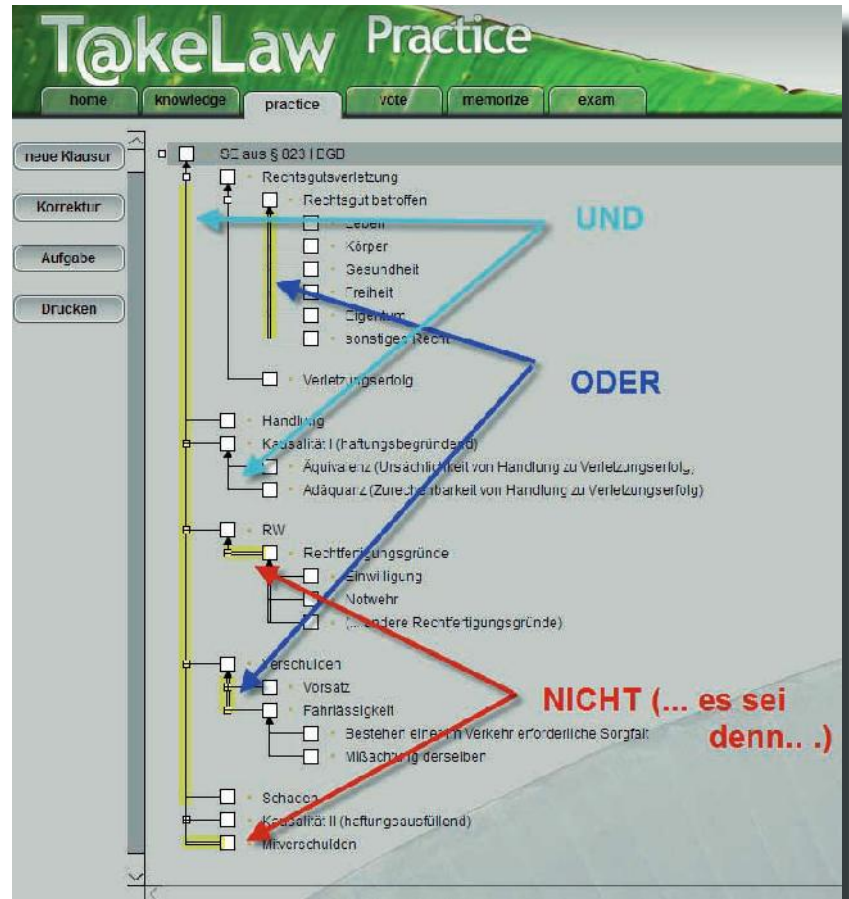 T@keLaw Practice
home knowledge practice vote memorize exam
neue Klausur
Korrektur
Aufgabe
Drucken
SE aus § 823 I BGB
Rechtsgutsverletzung
Rechtsgut betroffen
Leben
Körper
Gesundheit
Freiheit
Eigentum
sonstiges Recht
Verletzungserfolg
Handlung
Kausalität I (haftungsbegründend)
Äquivalenz (Ursächlichkeit von Handlung zu Verletzungserfolg)
Adäquanz (Zurechenbarkeit von Handlung zu Verletzungserfolg)
RW
Rechtfertigungsgründe
Einwilligung
Notwehr
(... andere Rechtfertigungsgründe)
Verschulden
Vorsatz
Fahrlässigkeit
Bestehen einer im Verkehr erforderliche Sorgfalt
Mißachtung derselben
Schaden
Kausalität II (haftungsausfüllend)
Mitverschulden
UND
ODER
NICHT (... es sei
denn.. .)